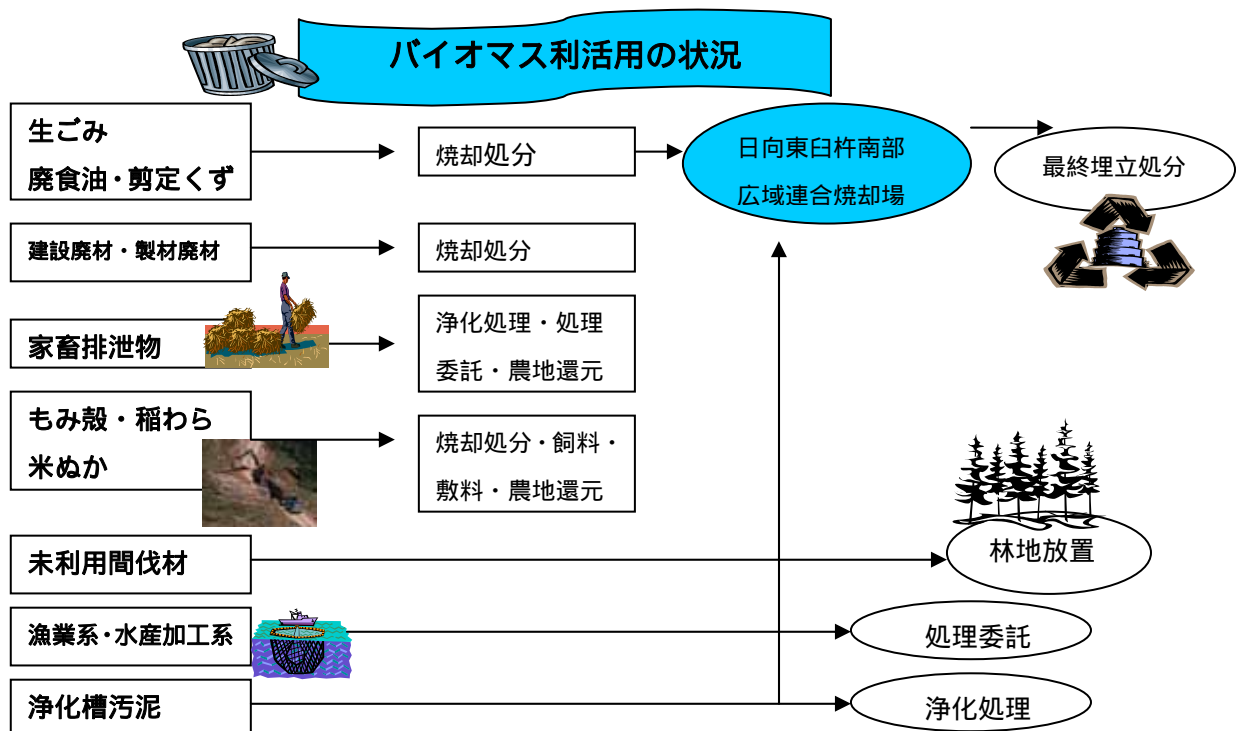 バイオマス利活用の状況
生ごみ
廃食油・剪定くず
焼却処分
日向東臼杵南部
広域連合焼却場
最終埋立処分
建設廃材・製材廃材
焼却処分
家畜排泄物
浄化処理・処理
委託・農地還元
もみ殻・稲わら
米ぬか
焼却処分・飼料・
敷料・農地還元
未利用間伐材
林地放置
漁業系・水産加工系
処理委託
浄化槽汚泥
浄化処理